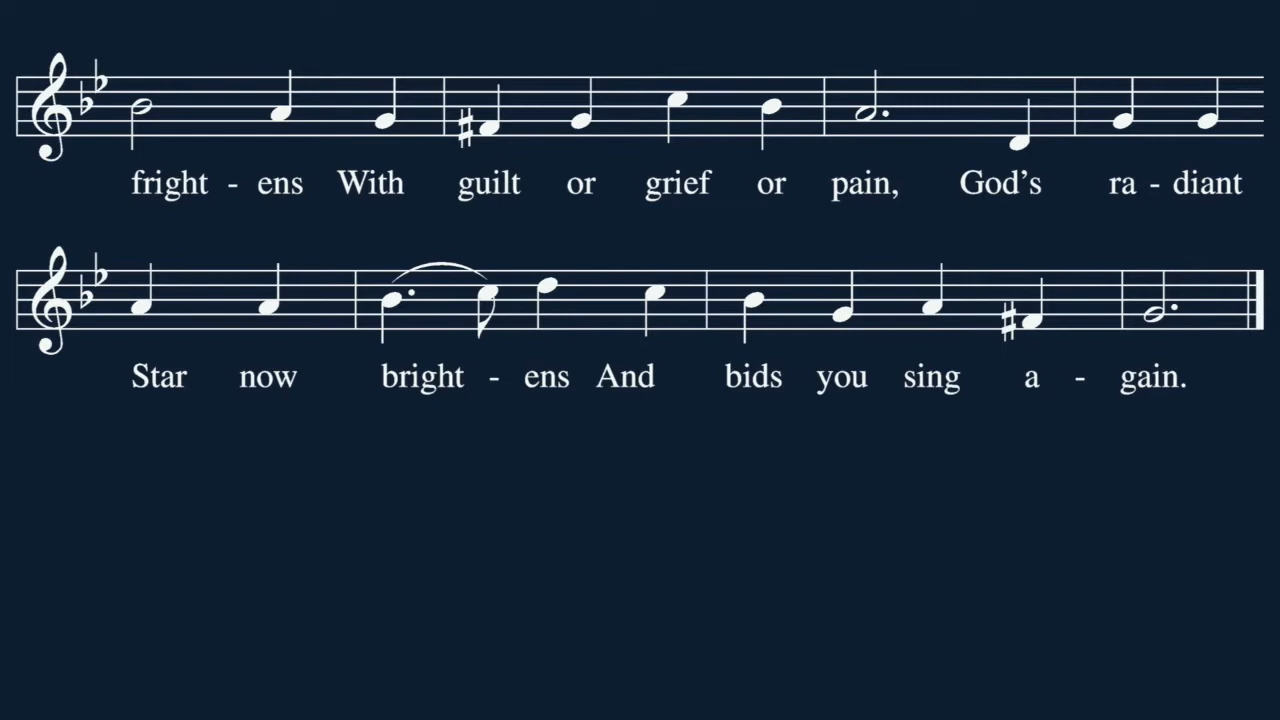 fright - ens With guilt or grief or pain, God’s ra - diant
Star now bright - ens And bids you sing a - gain.